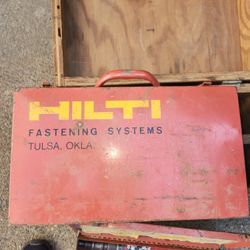 HILTI
FASTENING SYSTEMS
TULSA, OKLA.